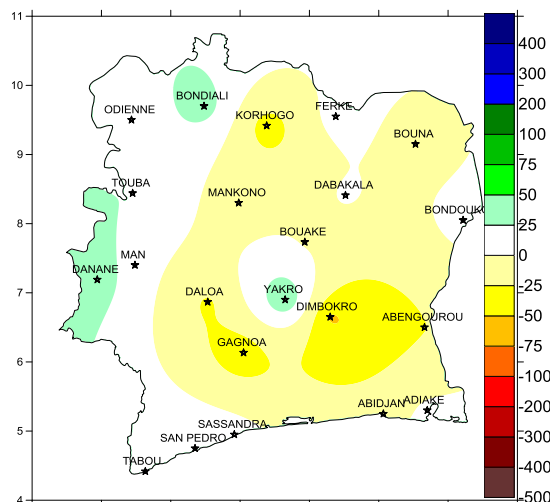 11
10
9
8
7
6
5
4
BONDIALI
ODIENNE
KORHOGO
FERKE
BOUNA
TOUBA
MANKONO
DABAKALA
BONDOUK
BOUAKE
MAN
DANANE
DALOA
YAKRO
DIMBOKRO
ABENGOUROU
GAGNOA
ABIDJAN
ADIAKE
SASSANDRA
SAN PEDRO
TABOU
400
300
200
100
75
50
25
0
-25
-50
-75
-100
-200
-300
-400
-500